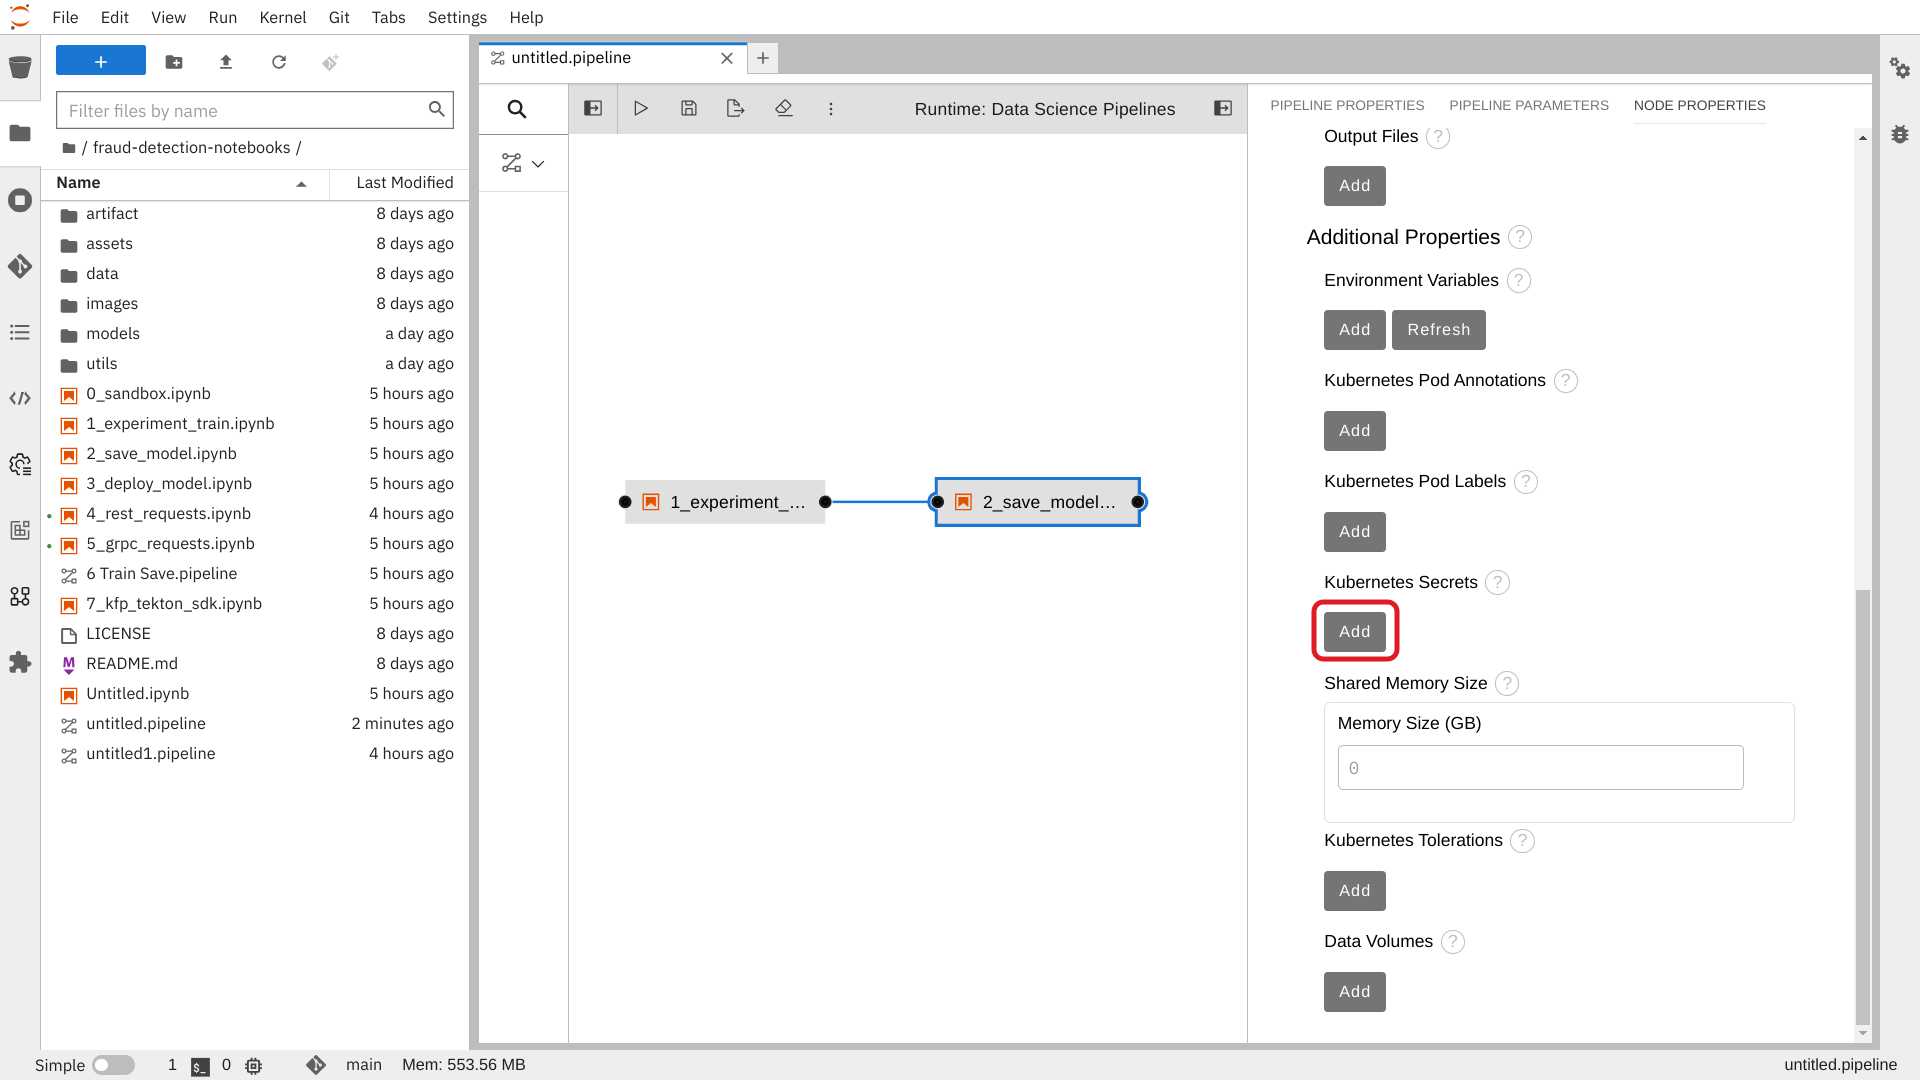 File Edit View Run Kernel Git Tabs Settings Help
Filter files by name
/ fraud-detection-notebooks /
Name Last Modified
artifact 8 days ago
assets 8 days ago
data 8 days ago
images 8 days ago
models a day ago
utils a day ago
0_sandbox.ipynb 5 hours ago
1_experiment_train.ipynb 5 hours ago
2_save_model.ipynb 5 hours ago
3_deploy_model.ipynb 5 hours ago
4_rest_requests.ipynb 4 hours ago
5_grpc_requests.ipynb 5 hours ago
6 Train Save.pipeline 5 hours ago
7_kfp_tekton_sdk.ipynb 5 hours ago
LICENSE 8 days ago
M README.md 8 days ago
Untitled.ipynb 5 hours ago
untitled.pipeline 2 minutes ago
untitled1.pipeline 4 hours ago
untitled.pipeline
Runtime: Data Science Pipelines
1_experiment_... 2_save_model...
PIPELINE PROPERTIES PIPELINE PARAMETERS NODE PROPERTIES
Output Files ?
Add
Additional Properties ?
Environment Variables ?
Add Refresh
Kubernetes Pod Annotations ?
Add
Kubernetes Pod Labels ?
Add
Kubernetes Secrets ?
Add
Shared Memory Size ?
Memory Size (GB)
0
Kubernetes Tolerations ?
Add
Data Volumes ?
Add
Simple 1 $_ 0 main Mem: 553.56 MB untitled.pipeline